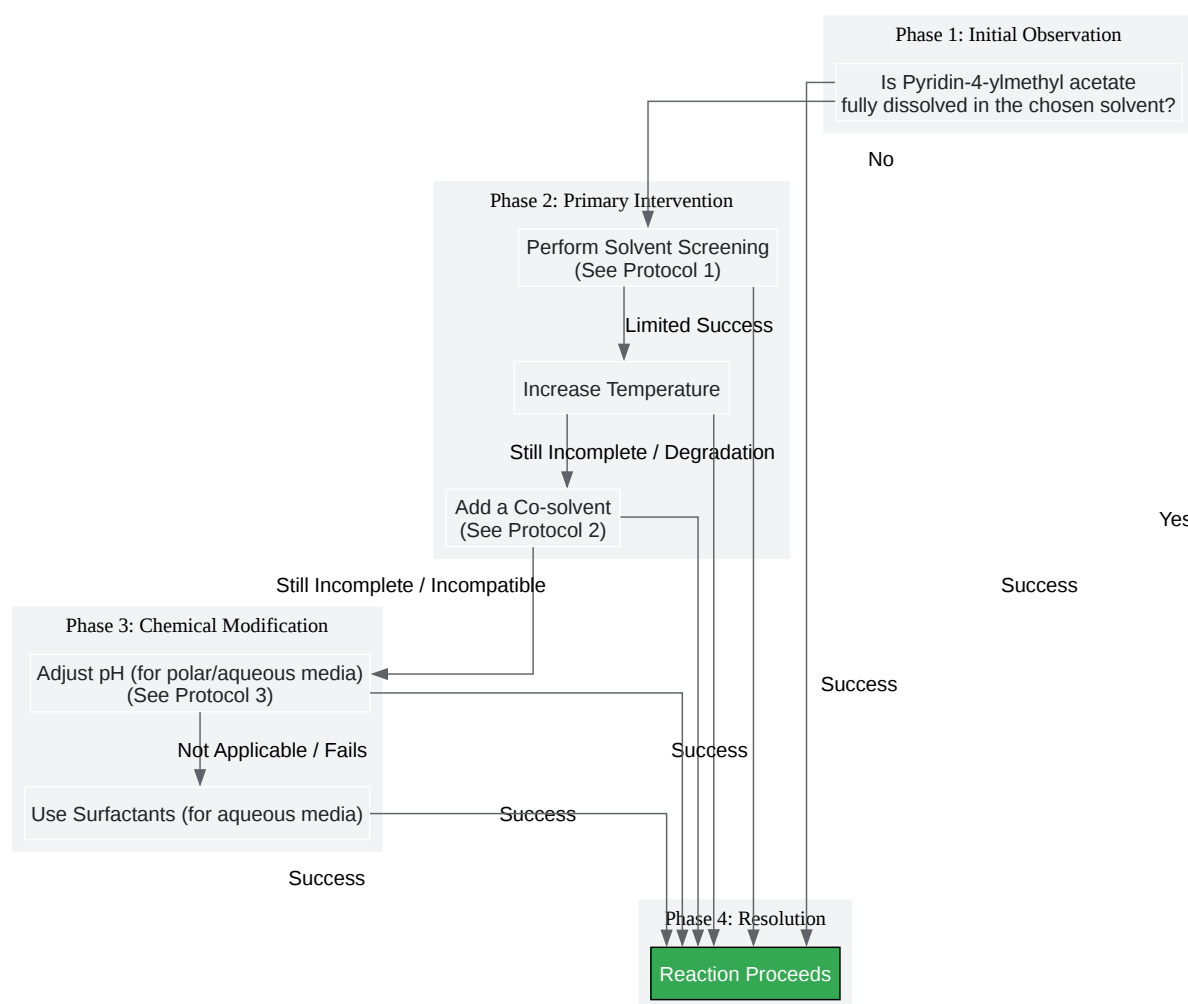 Phase 1: Initial Observation
Is Pyridin-4-ylmethyl acetate
fully dissolved in the chosen solvent?
No
Phase 2: Primary Intervention
Perform Solvent Screening
(See Protocol 1)
Limited Success
Increase Temperature
Still Incomplete / Degradation
Add a Co-solvent
(See Protocol 2)
Yes
Still Incomplete / Incompatible
Success
Phase 3: Chemical Modification
Adjust pH (for polar/aqueous media)
(See Protocol 3)
Success
Not Applicable / Fails
Success
Use Surfactants (for aqueous media)
Success
Success
Phase 4: Resolution
Reaction Proceeds